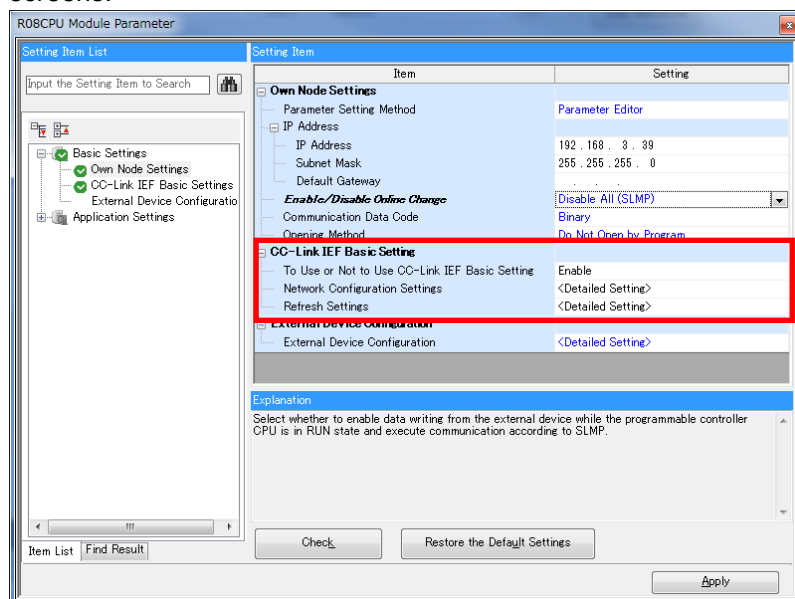 R08CPU Module Parameter
Setting Item List
Input the Setting Item to Search
Basic Settings
Own Node Settings
CC-Link IEF Basic Settings
External Device Configuratio
Application Settings
Item List
Find Result
Setting Item
Item Setting
Own Node Settings
Parameter Setting Method Parameter Editor
IP Address
IP Address 192 . 168 . 3 . 39
Subnet Mask 255 . 255 . 255 . 0
Default Gateway . . .
Enable/Disable Online Change Disable All (SLMP)
Communication Data Code Binary
Opening Method Do Not Open by Program
CC-Link IEF Basic Setting
To Use or Not to Use CC-Link IEF Basic Setting Enable
Network Configuration Settings <Detailed Setting>
Refresh Settings <Detailed Setting>
External Device Configuration
External Device Configuration <Detailed Setting>
Explanation
Select whether to enable data writing from the external device while the programmable controller
CPU is in RUN state and execute communication according to SLMP.
Check
Restore the Default Settings
Apply